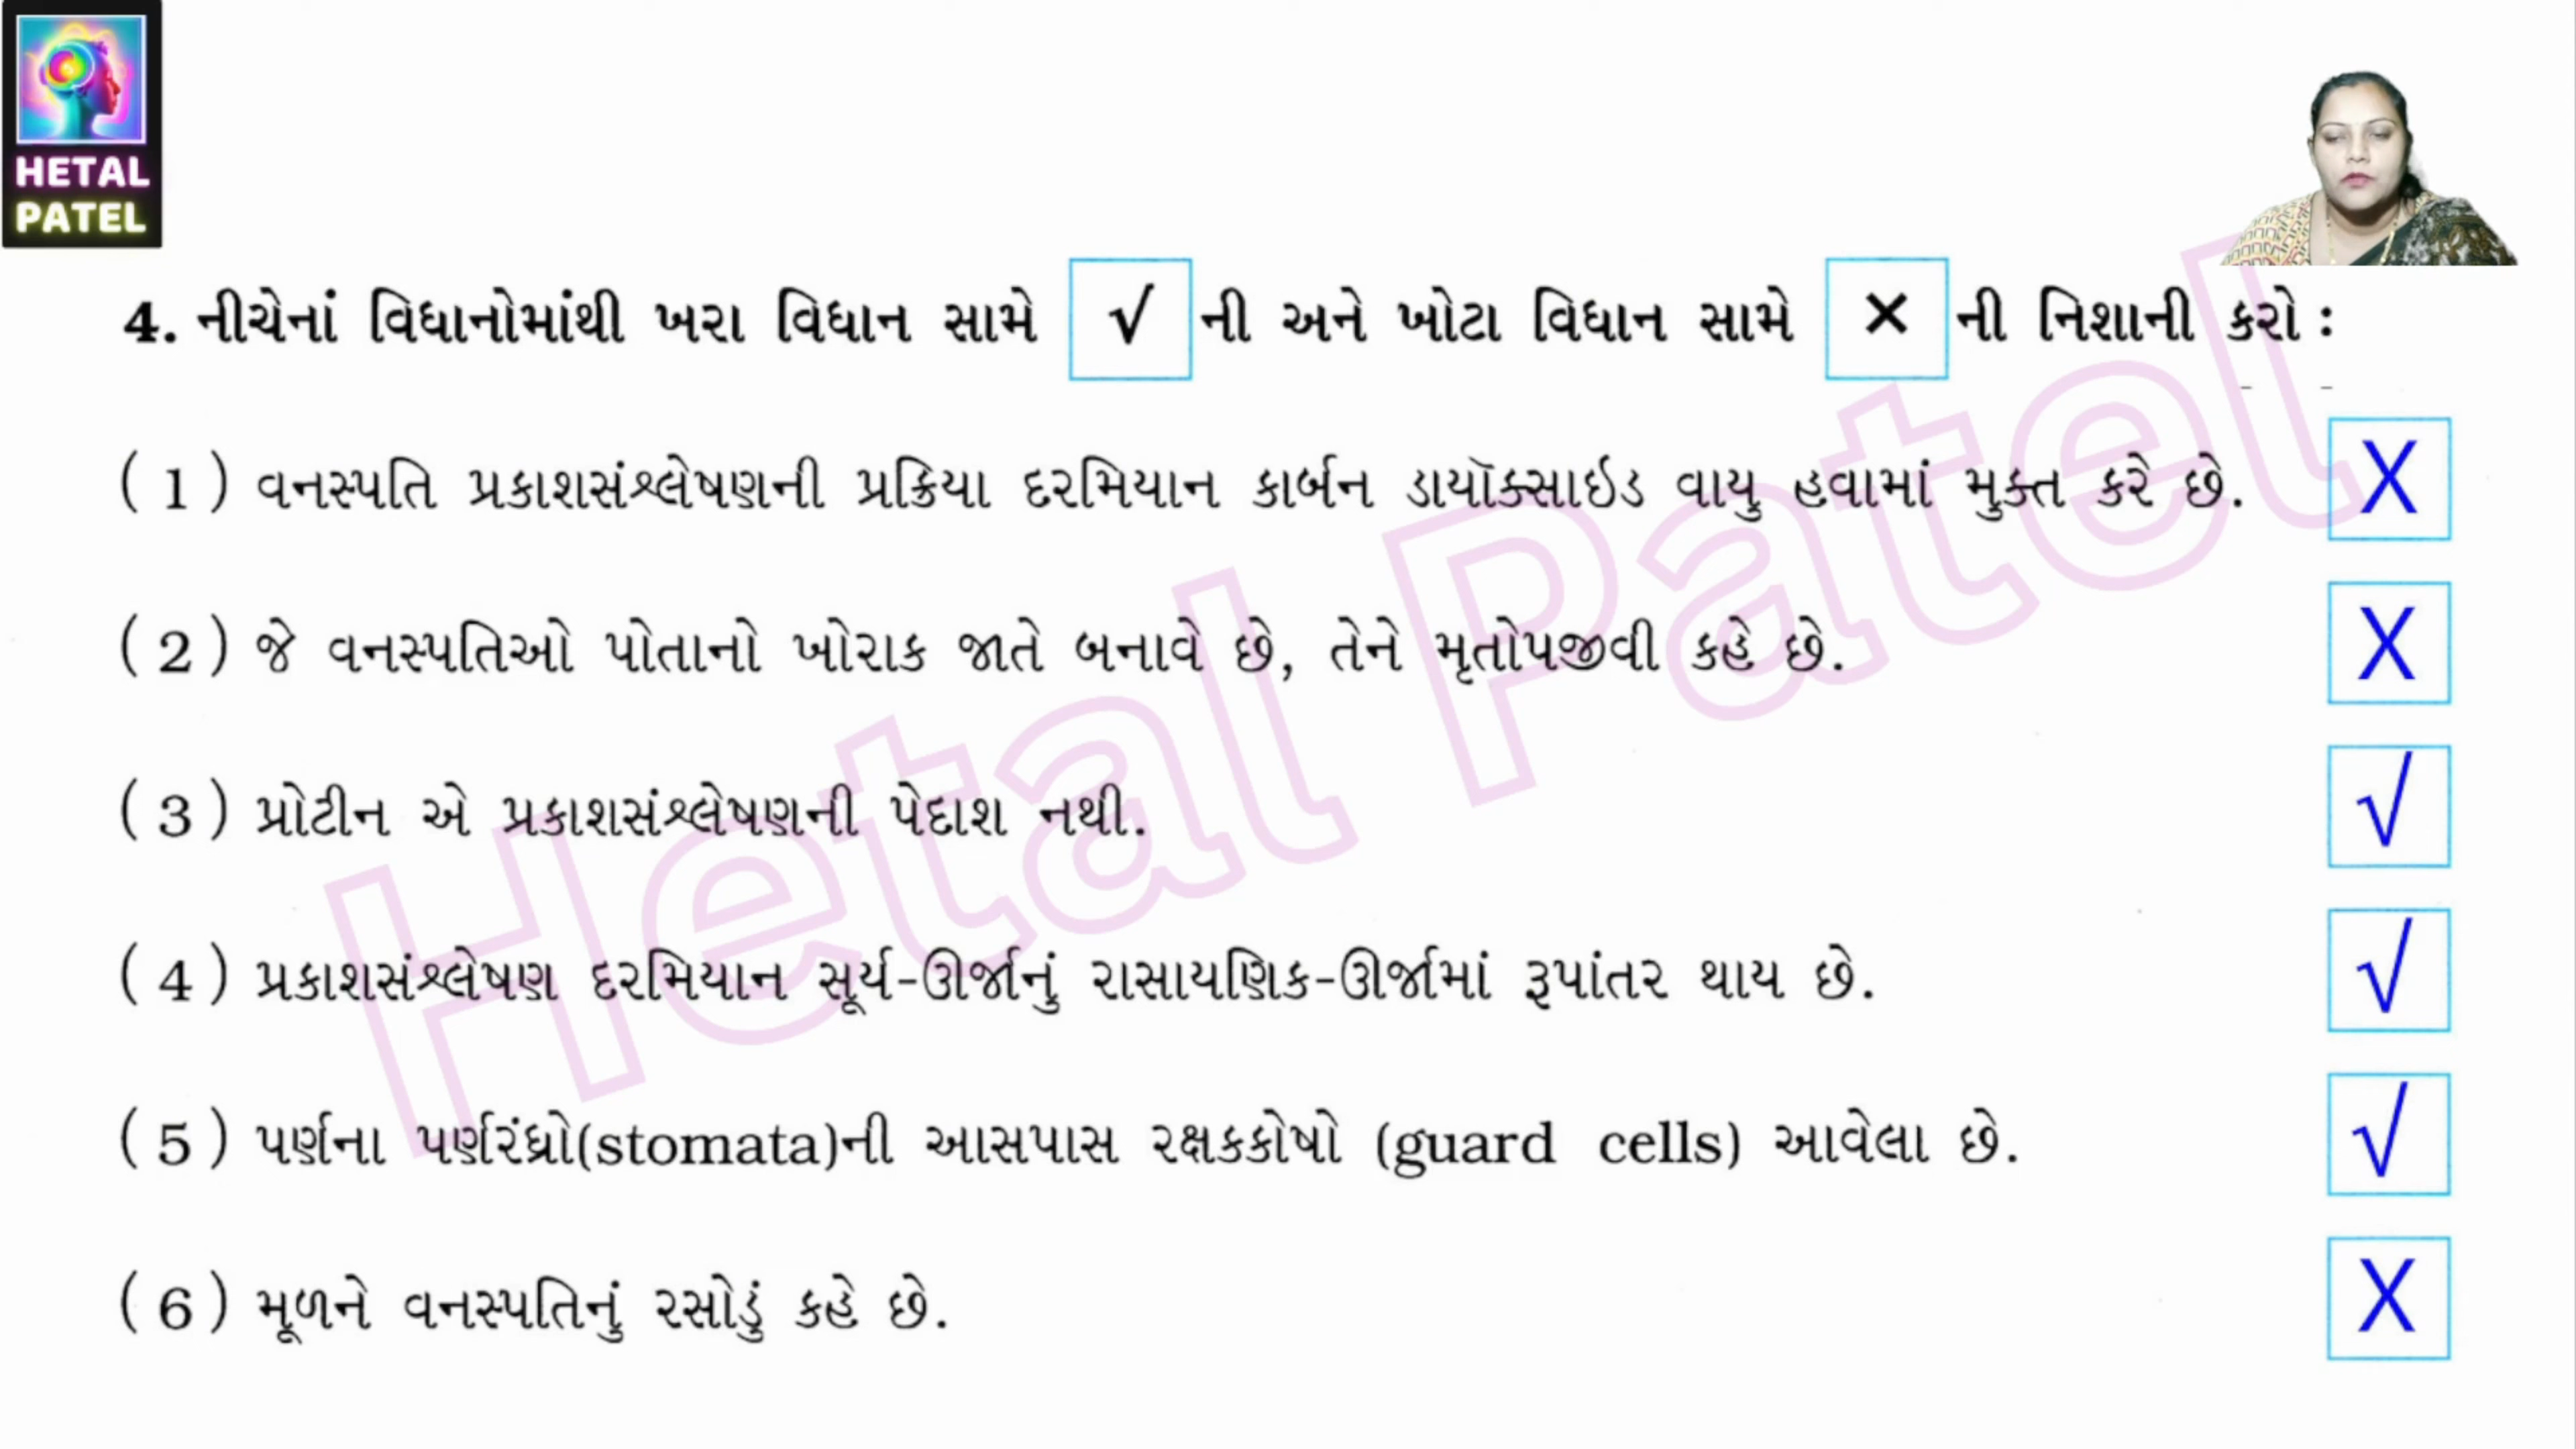 HETAL
PATEL
4. નીચેનાં વિધાનોમાંથી ખરા વિધાન સામે √ ની અને ખોટા વિધાન સામે × ની નિશાની કરો :
(1) વનસ્પતિ પ્રકાશસંશ્લેષણની પ્રક્રિયા દરમિયાન કાર્બન ડાયૉક્સાઇડ વાયુ હવામાં મુક્ત કરે છે. X
(2) જે વનસ્પતિઓ પોતાનો ખોરાક જાતે બનાવે છે, તેને મૃતોપજીવી કહે છે. X
(3) પ્રોટીન એ પ્રકાશસંશ્લેષણની પેદાશ નથી. √
(4) પ્રકાશસંશ્લેષણ દરમિયાન સૂર્ય-ઊર્જાનું રાસાયણિક-ઊર્જામાં રૂપાંતર થાય છે. √
(5) પર્ણના પર્ણરંધ્રો(stomata)ની આસપાસ રક્ષકકોષો (guard cells) આવેલા છે. √
(6) મૂળને વનસ્પતિનું રસોડું કહે છે. X
Hetal Patel